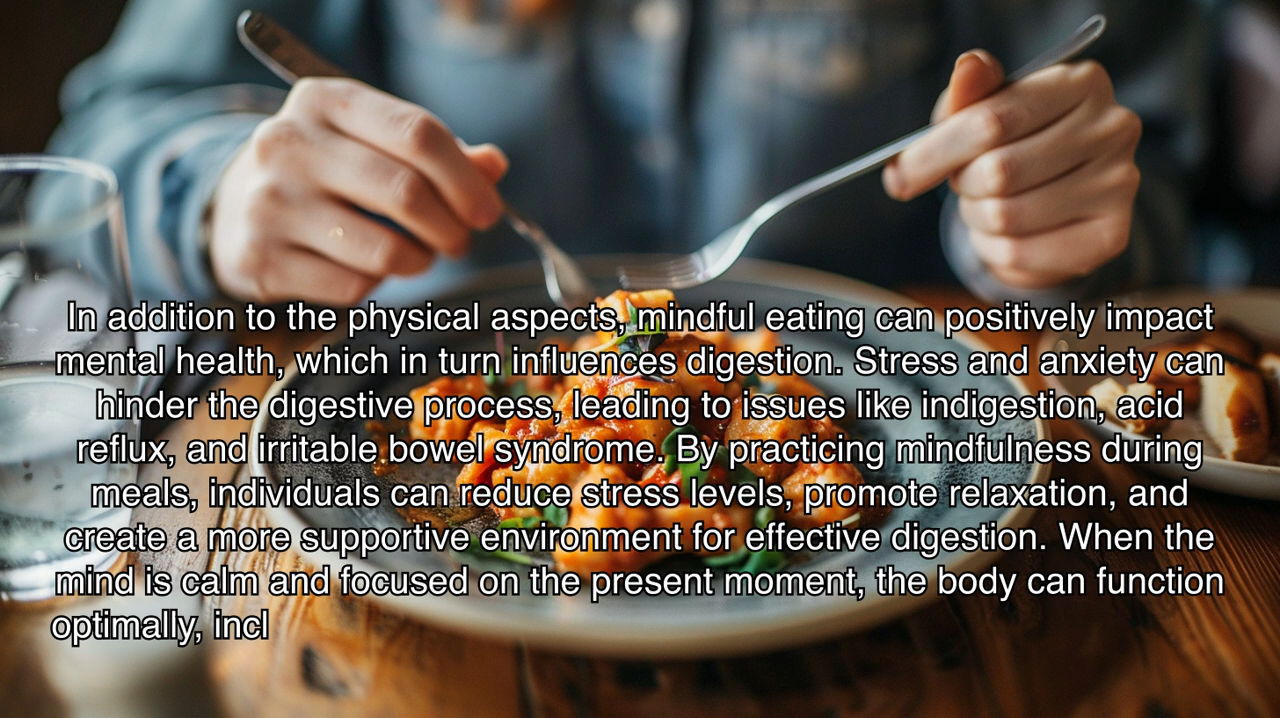 In addition to the physical aspects, mindful eating can positively impact
mental health, which in turn influences digestion. Stress and anxiety can
hinder the digestive process, leading to issues like indigestion, acid
reflux, and irritable bowel syndrome. By practicing mindfulness during
meals, individuals can reduce stress levels, promote relaxation, and
create a more supportive environment for effective digestion. When the
mind is calm and focused on the present moment, the body can function
optimally, incl